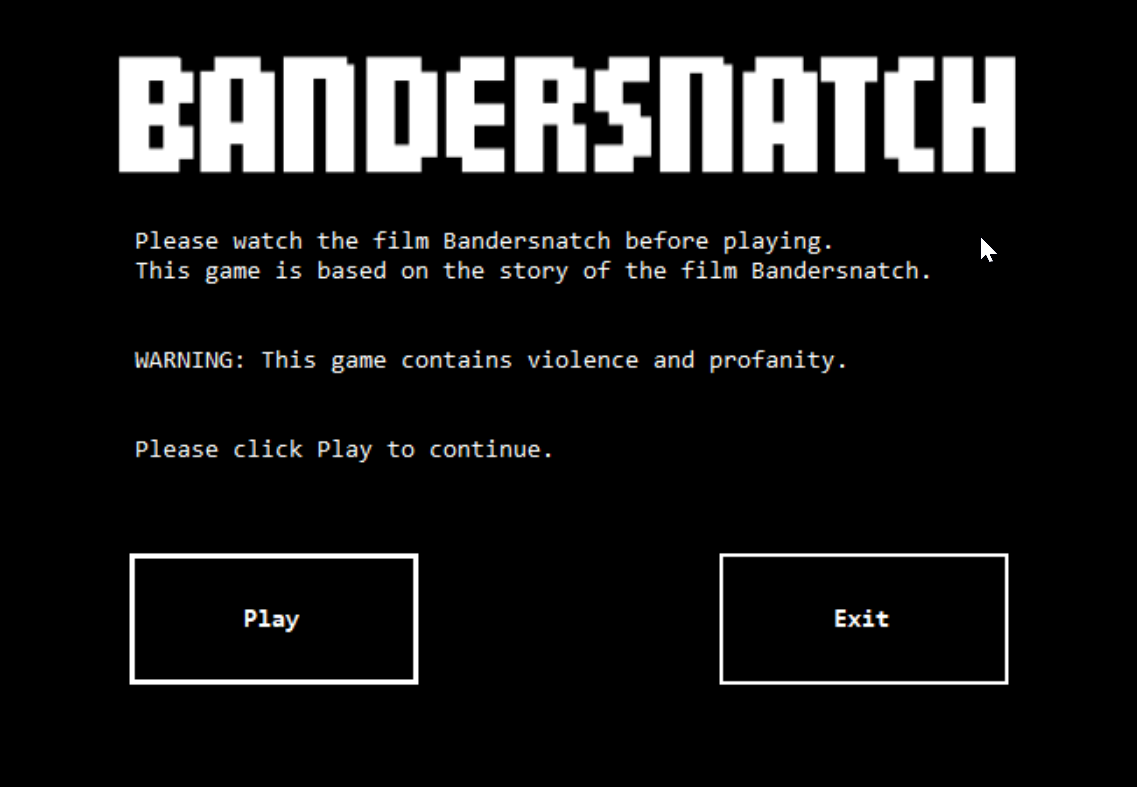 BANDERSNATCH
Please watch the film Bandersnatch before playing.
This game is based on the story of the film Bandersnatch.
WARNING: This game contains violence and profanity.
Please click Play to continue.
Play
Exit